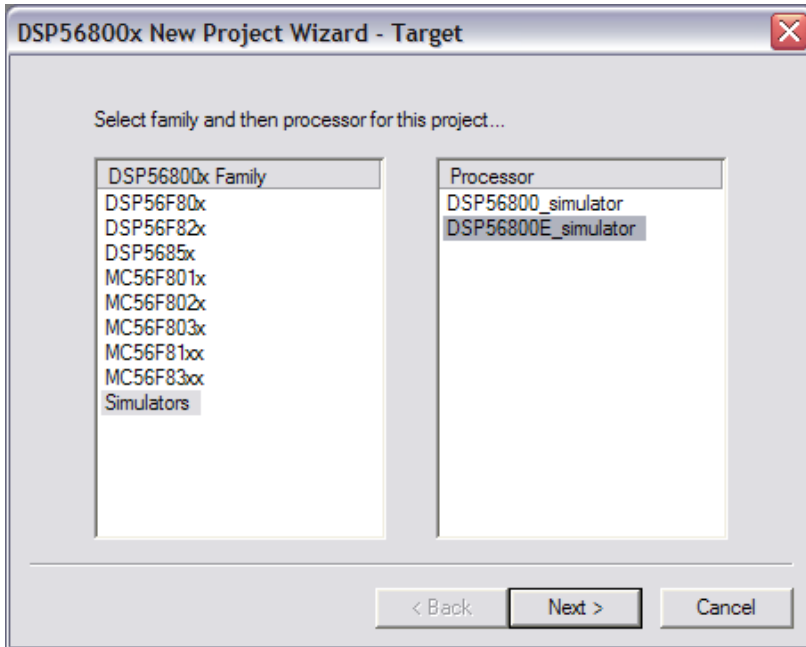 DSP56800x New Project Wizard - Target
Select family and then processor for this project...
DSP56800x Family
DSP56F80x
DSP56F82x
DSP5685x
MC56F801x
MC56F802x
MC56F803x
MC56F81xx
MC56F83xx
Simulators
Processor
DSP56800_simulator
DSP56800E_simulator
< Back
Next >
Cancel